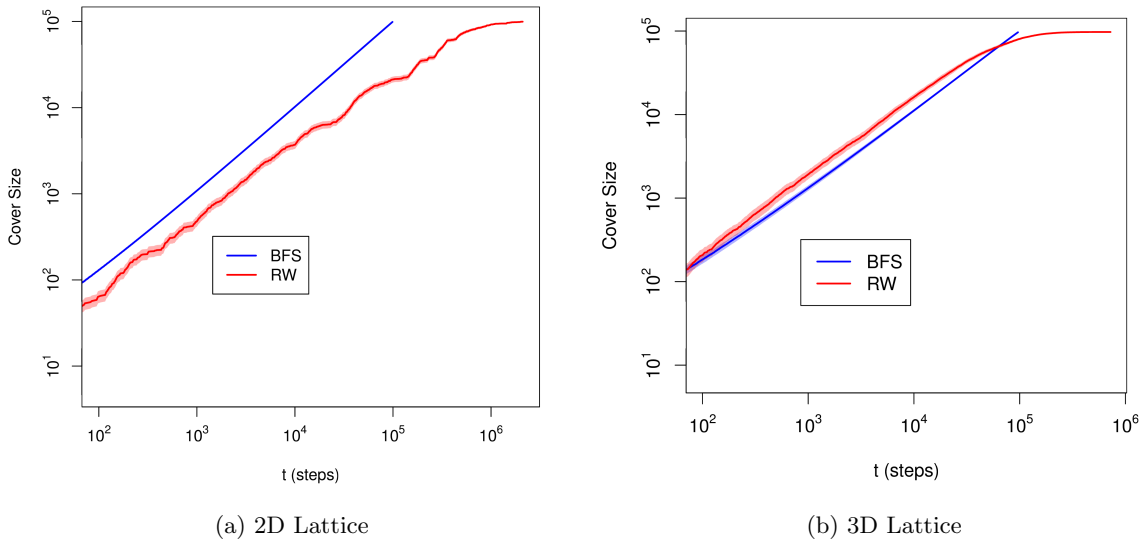 Cover Size
10^5
10^4
10^3
10^2
10^1
BFS
RW
10^2 10^3 10^4 10^5 10^6
t (steps)
(a) 2D Lattice
Cover Size
10^5
10^4
10^3
10^2
10^1
BFS
RW
10^2 10^3 10^4 10^5 10^6
t (steps)
(b) 3D Lattice